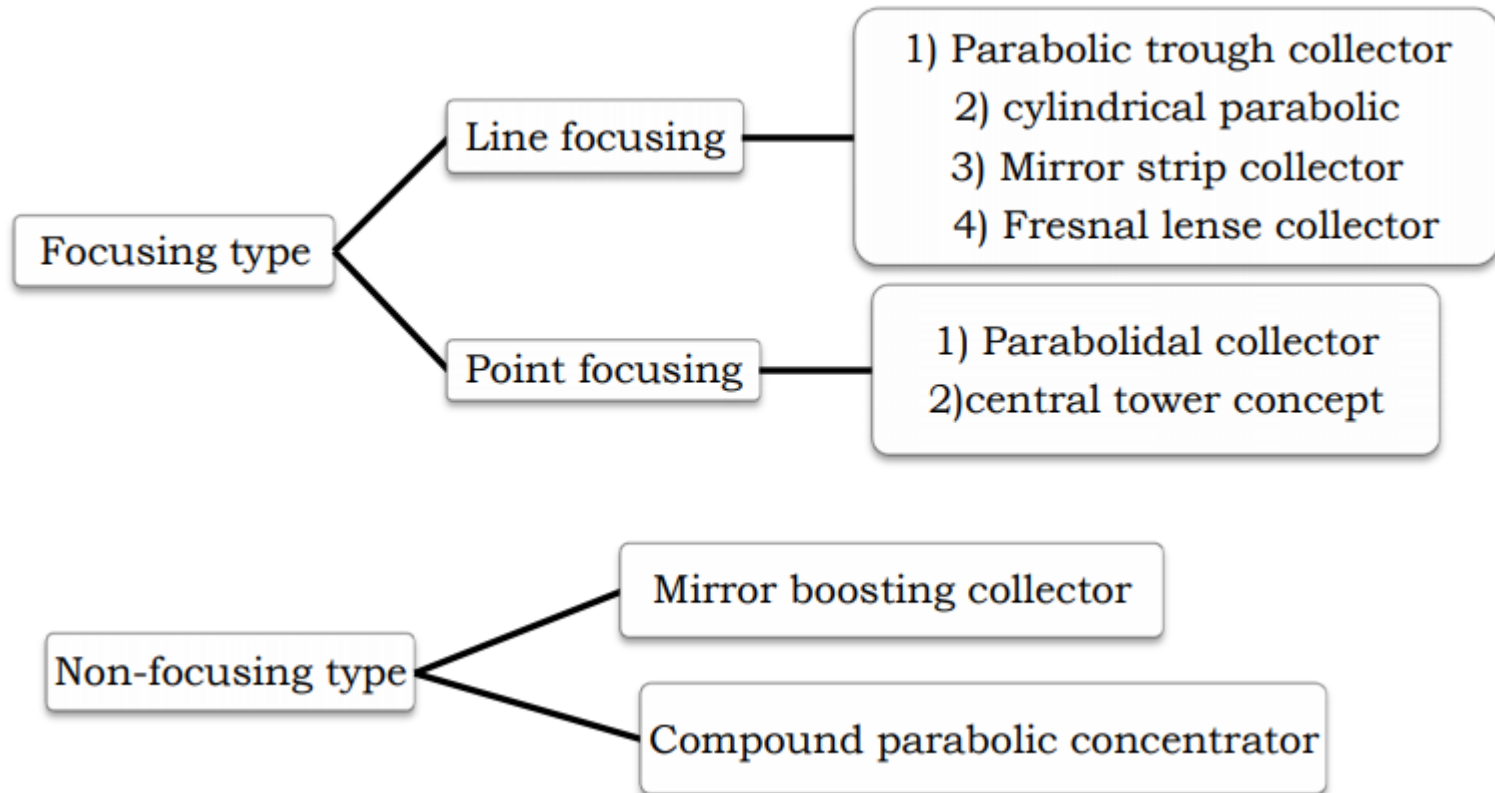 Focusing type
Line focusing
1) Parabolic trough collector
2) cylindrical parabolic
3) Mirror strip collector
4) Fresnal lense collector
Point focusing
1) Parabolidal collector
2)central tower concept
Non-focusing type
Mirror boosting collector
Compound parabolic concentrator